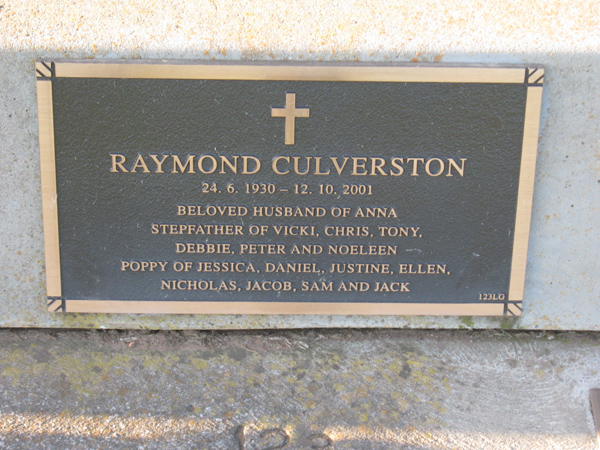 RAYMOND CULVERSTON
24. 6. 1930 – 12. 10. 2001
BELOVED HUSBAND OF ANNA
STEPFATHER OF VICKI, CHRIS, TONY,
DEBBIE, PETER AND NOELEEN
POPPY OF JESSICA, DANIEL, JUSTINE, ELLEN,
NICHOLAS, JACOB, SAM AND JACK